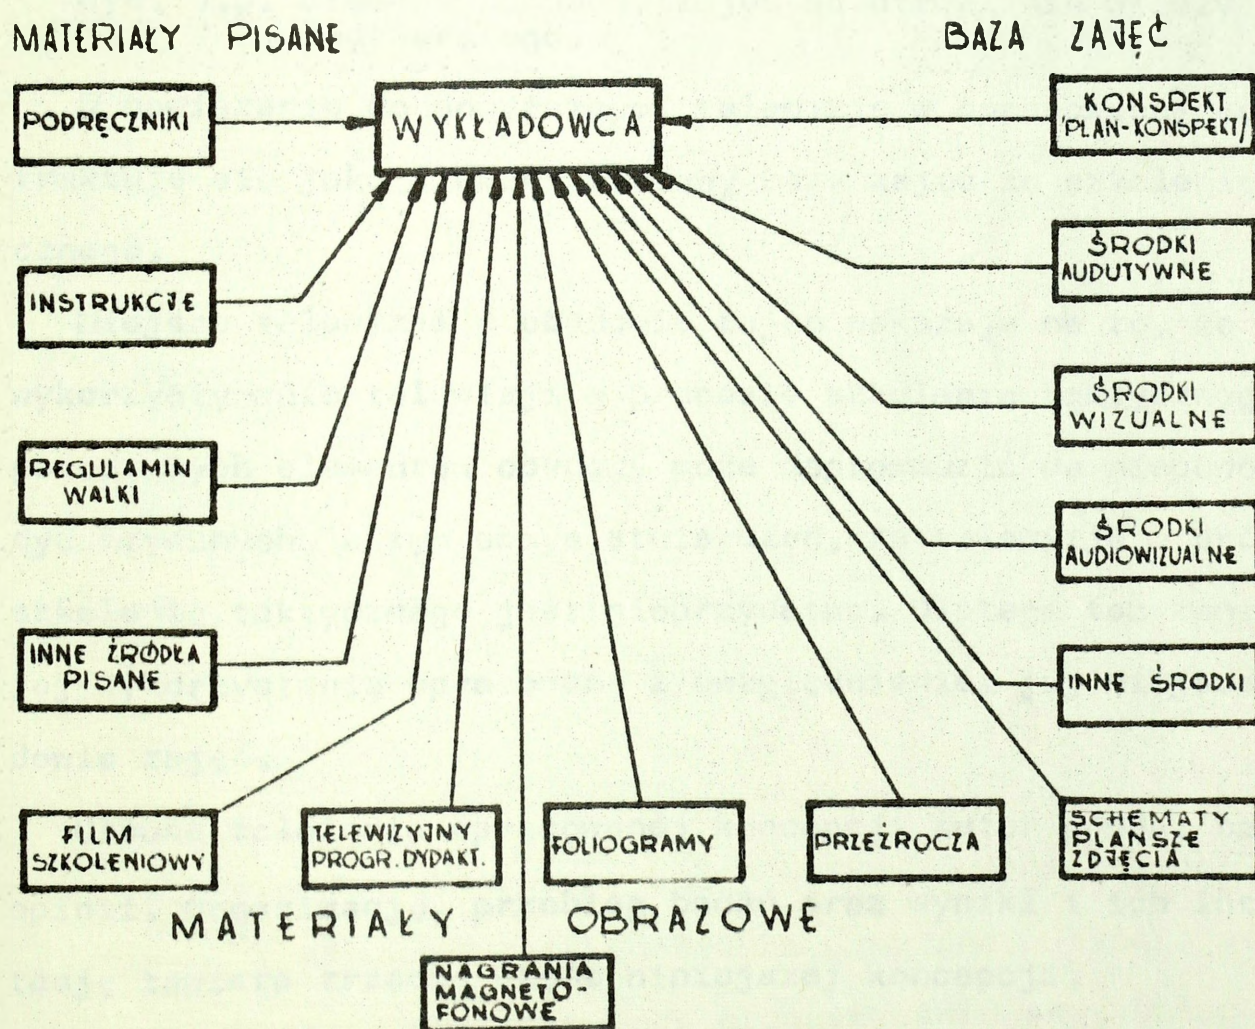 MATERIAŁY PISANE
BAZA ZAJĘĆ
PODRĘCZNIKI
WYKŁADOWCA
KONSPEKT
/PLAN-KONSPEKT/
INSTRUKCJE
ŚRODKI
AUDUTYWNE
REGULAMIN
WALKI
ŚRODKI
WIZUALNE
ŚRODKI
AUDIOWIZUALNE
INNE ŹRÓDŁA
PISANE
INNE ŚRODKI
FILM
SZKOLENIOWY
TELEWIZYJNY
PROGR. DYDAKT.
FOLIOGRAMY
PRZEŹROCZA
SCHEMATY
PLANSZE
ZDJĘCIA
MATERIAŁY OBRAZOWE
NAGRANIA
MAGNETO-
FONOWE